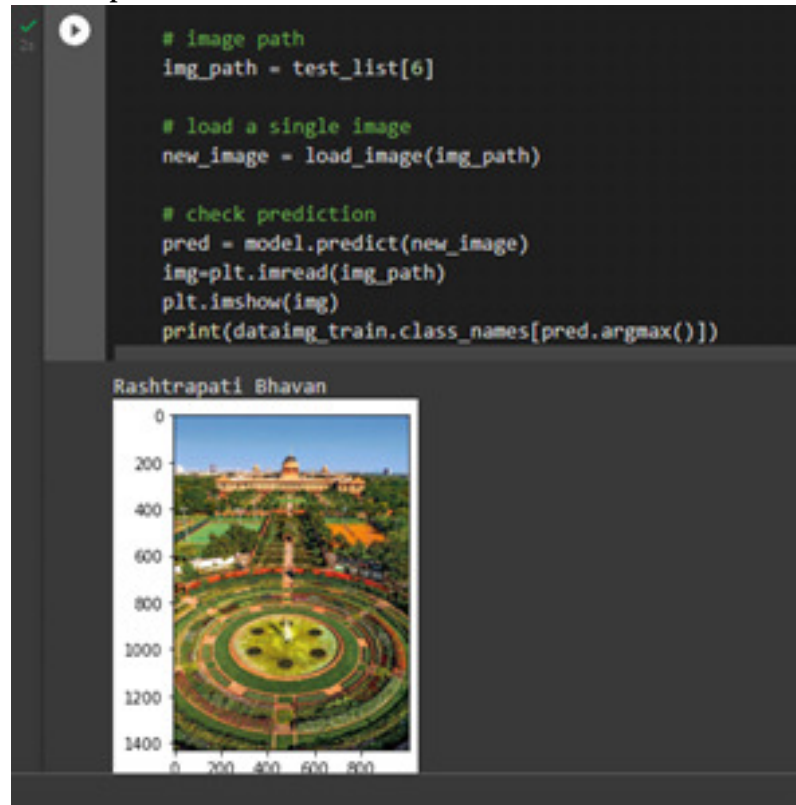 2s
# image path
img_path = test_list[6]
# load a single image
new_image = load_image(img_path)
# check prediction
pred = model.predict(new_image)
img=plt.imread(img_path)
plt.imshow(img)
print(dataimg_train.class_names[pred.argmax()])
Rashtrapati Bhavan
0
200
400
600
800
1000
1200
1400
0 200 400 600 800